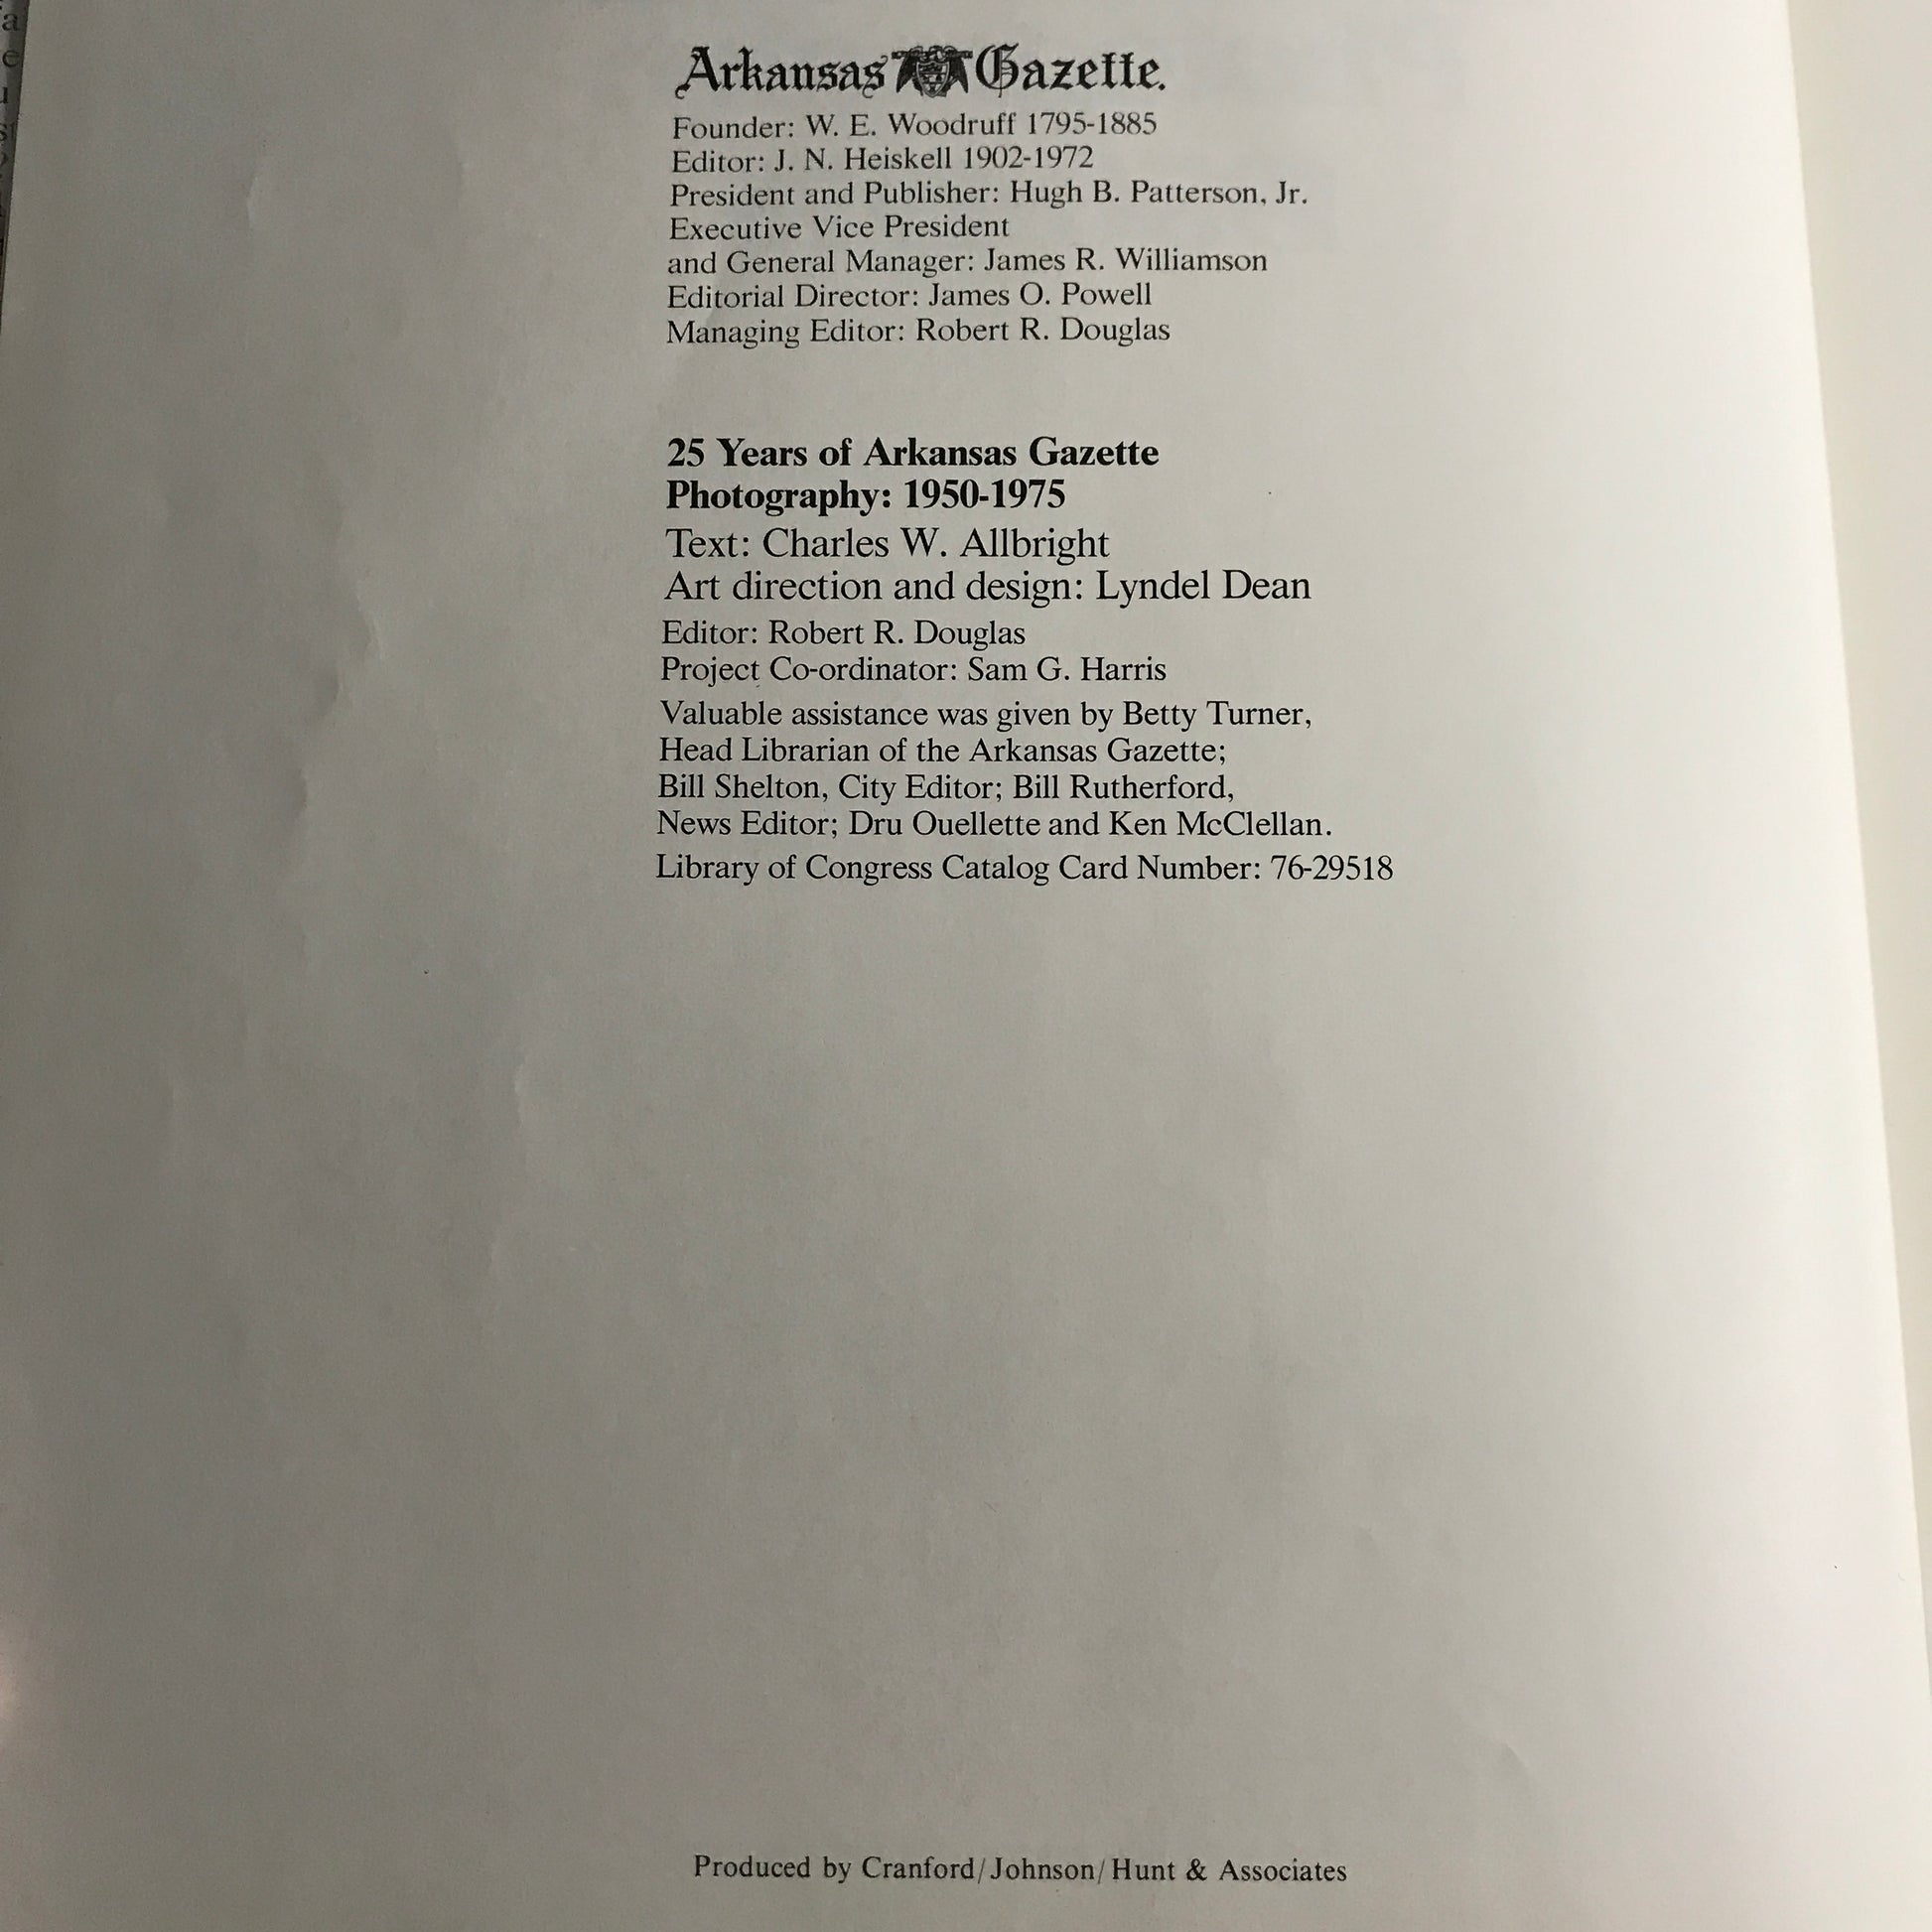 Arkansas Gazette.
Founder: W. E. Woodruff 1795-1885
Editor: J. N. Heiskell 1902-1972
President and Publisher: Hugh B. Patterson, Jr.
Executive Vice President
and General Manager: James R. Williamson
Editorial Director: James O. Powell
Managing Editor: Robert R. Douglas
25 Years of Arkansas Gazette
Photography: 1950-1975
Text: Charles W. Allbright
Art direction and design: Lyndel Dean
Editor: Robert R. Douglas
Project Co-ordinator: Sam G. Harris
Valuable assistance was given by Betty Turner,
Head Librarian of the Arkansas Gazette;
Bill Shelton, City Editor; Bill Rutherford,
News Editor; Dru Ouellette and Ken McClellan.
Library of Congress Catalog Card Number: 76-29518
Produced by Cranford/Johnson/Hunt & Associates